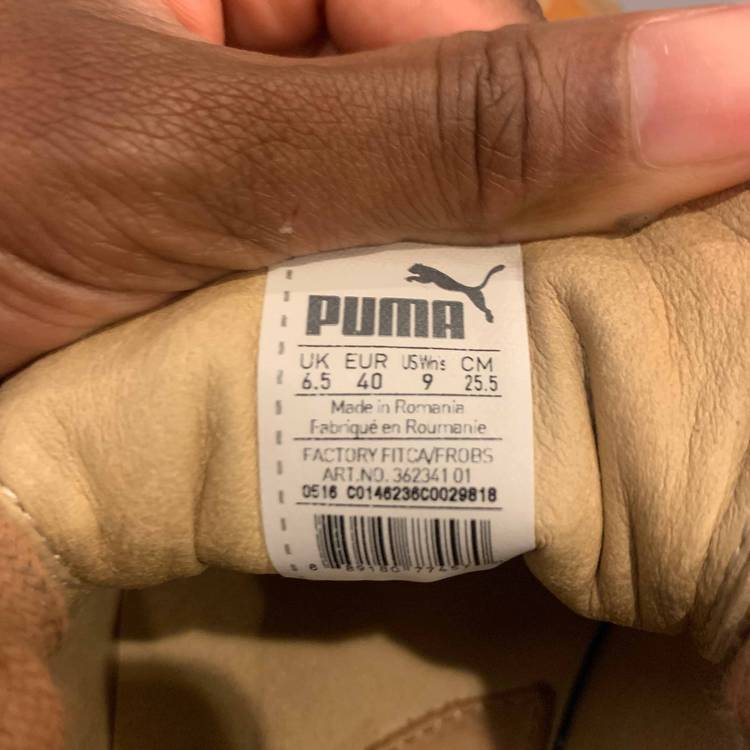 PUMA
UK EUR US Wn's CM
6.5 40 9 25.5
Made in Romania
Fabriqué en Roumanie
FACTORY FITCA/FROBS
ART.NO. 362341 01
0516 C0146236C0029818